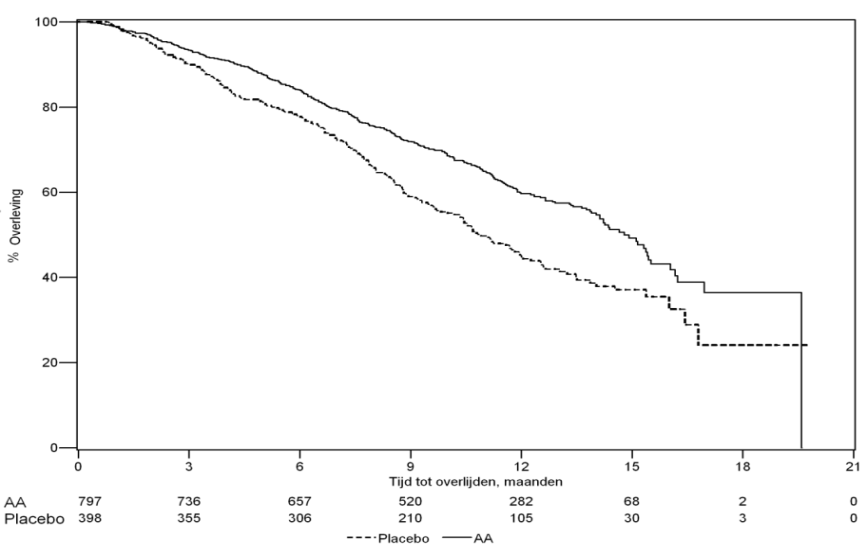 100
80
60
40
20
0
% Overleving
0 3 6 9 12 15 18 21
Tijd tot overlijden, maanden
AA 797 736 657 520 282 68 2 0
Placebo 398 355 306 210 105 30 3 0
Placebo AA